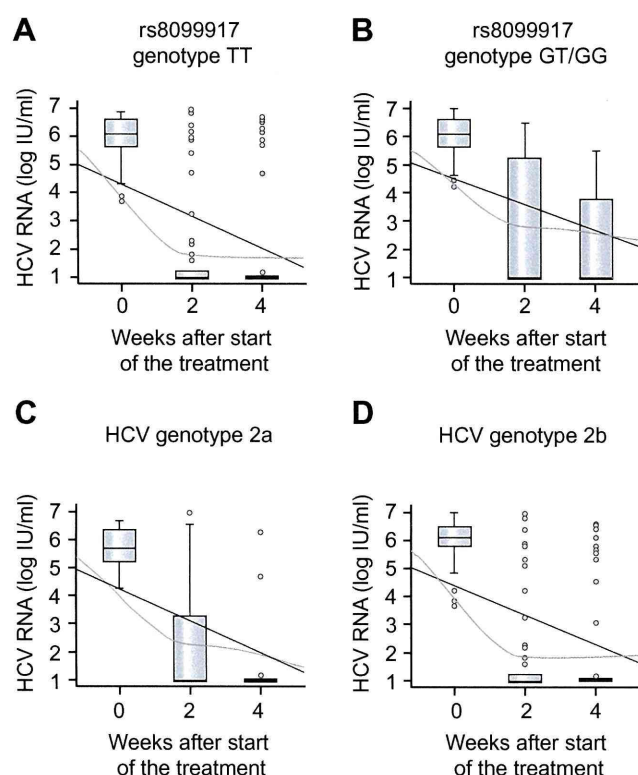 A
rs8099917
genotype TT
HCV RNA (log IU/ml)
7
6
5
4
3
2
1
0 2 4
Weeks after start
of the treatment
B
rs8099917
genotype GT/GG
HCV RNA (log IU/ml)
7
6
5
4
3
2
1
0 2 4
Weeks after start
of the treatment
C
HCV genotype 2a
HCV RNA (log IU/ml)
7
6
5
4
3
2
1
0 2 4
Weeks after start
of the treatment
D
HCV genotype 2b
HCV RNA (log IU/ml)
7
6
5
4
3
2
1
0 2 4
Weeks after start
of the treatment